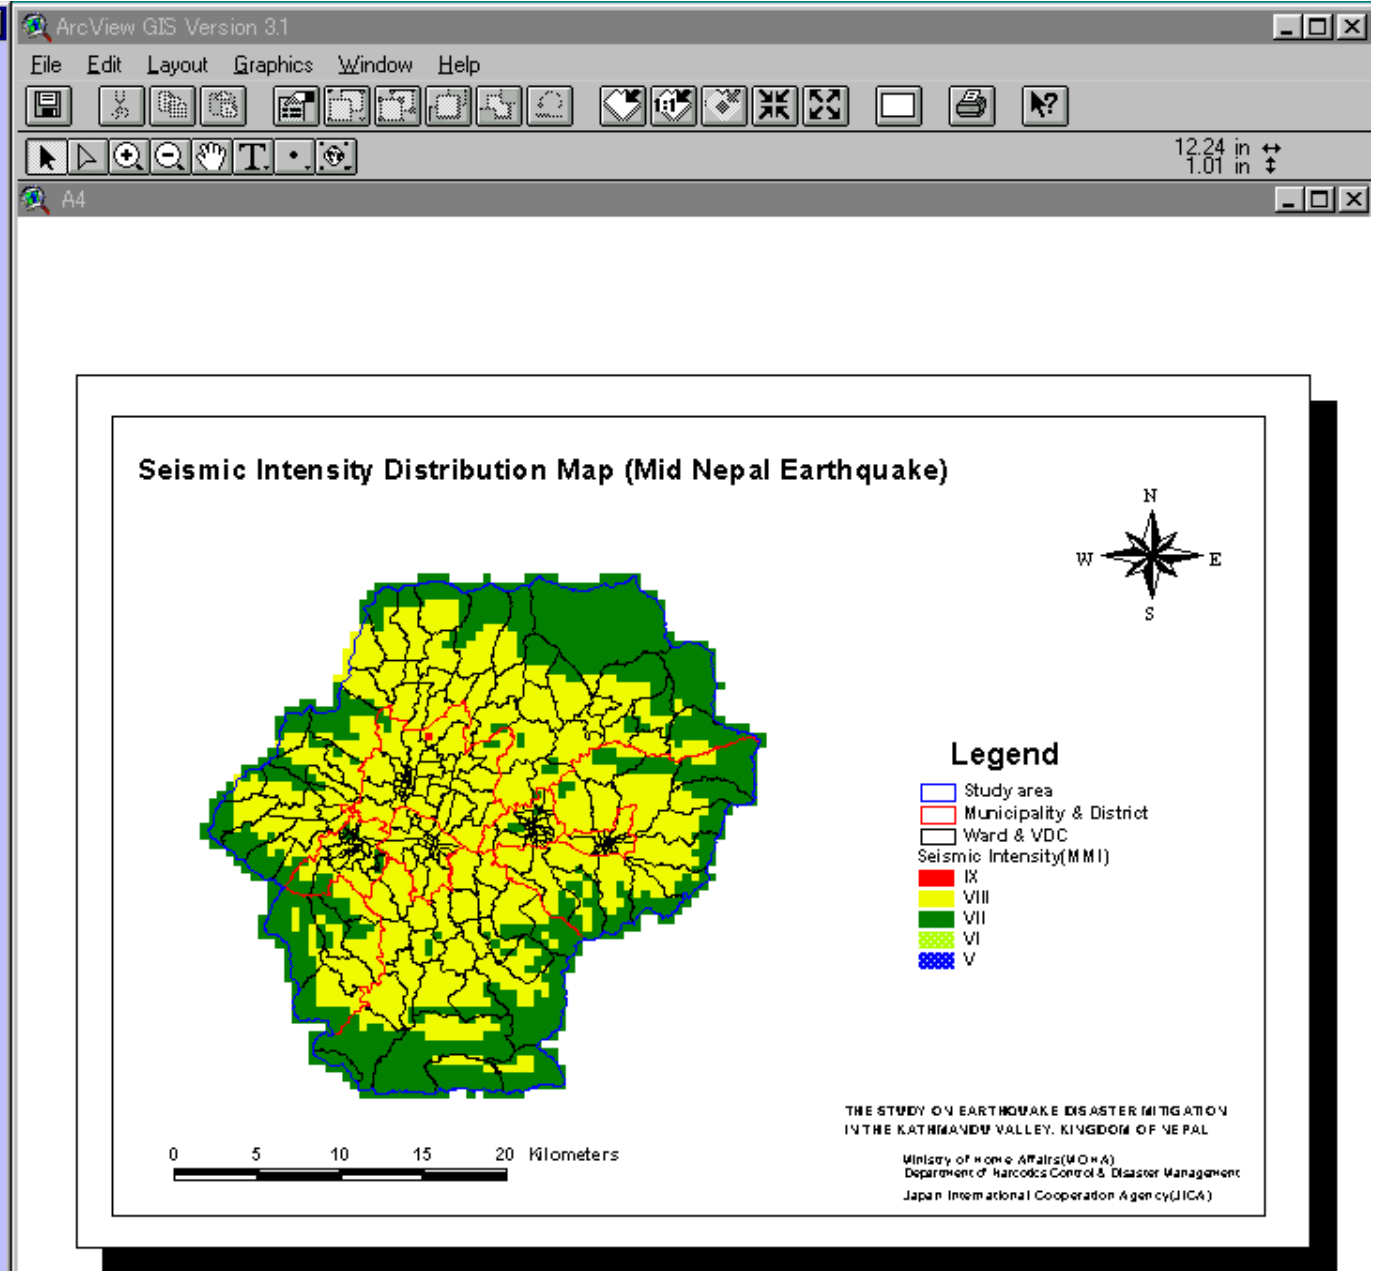 ArcView GIS Version 3.1
File Edit Layout Graphics Window Help
1:1
T
12.24 in
1.01 in
A4
Seismic Intensity Distribution Map (Mid Nepal Earthquake)
N
W E
S
Legend
Study area
Municipality & District
Ward & VDC
Seismic Intensity(MMI)
IX
VIII
VII
VI
V
THE STUDY ON EARTHQUAKE DISASTER MITIGATION
IN THE KATHMANDU VALLEY, KINGDOM OF NEPAL
0 5 10 15 20 Kilometers
Ministry of Home Affairs(MOHA)
Department of Narcotics Control & Disaster Management
Japan International Cooperation Agency(JICA)